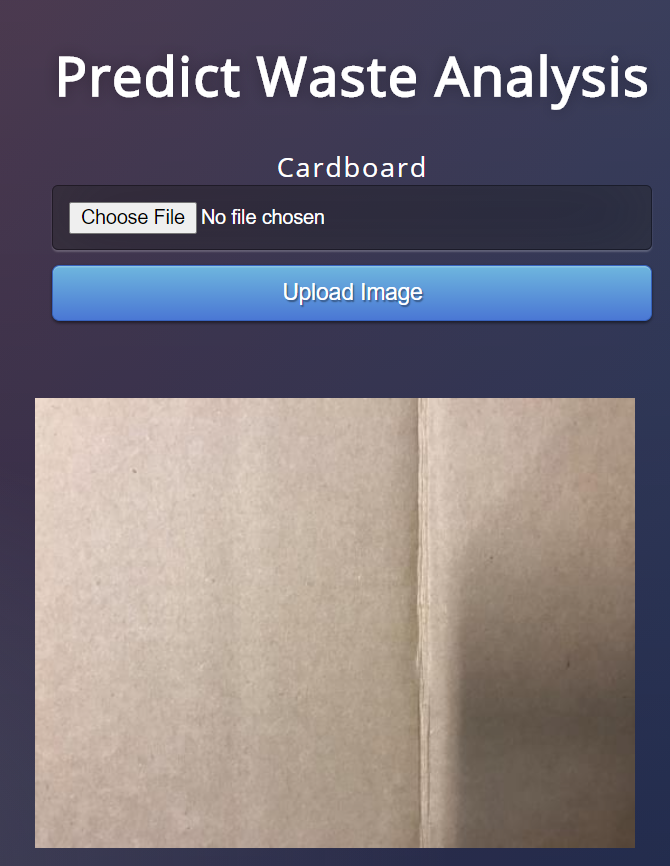 Predict Waste Analysis
Cardboard
Choose File No file chosen
Upload Image